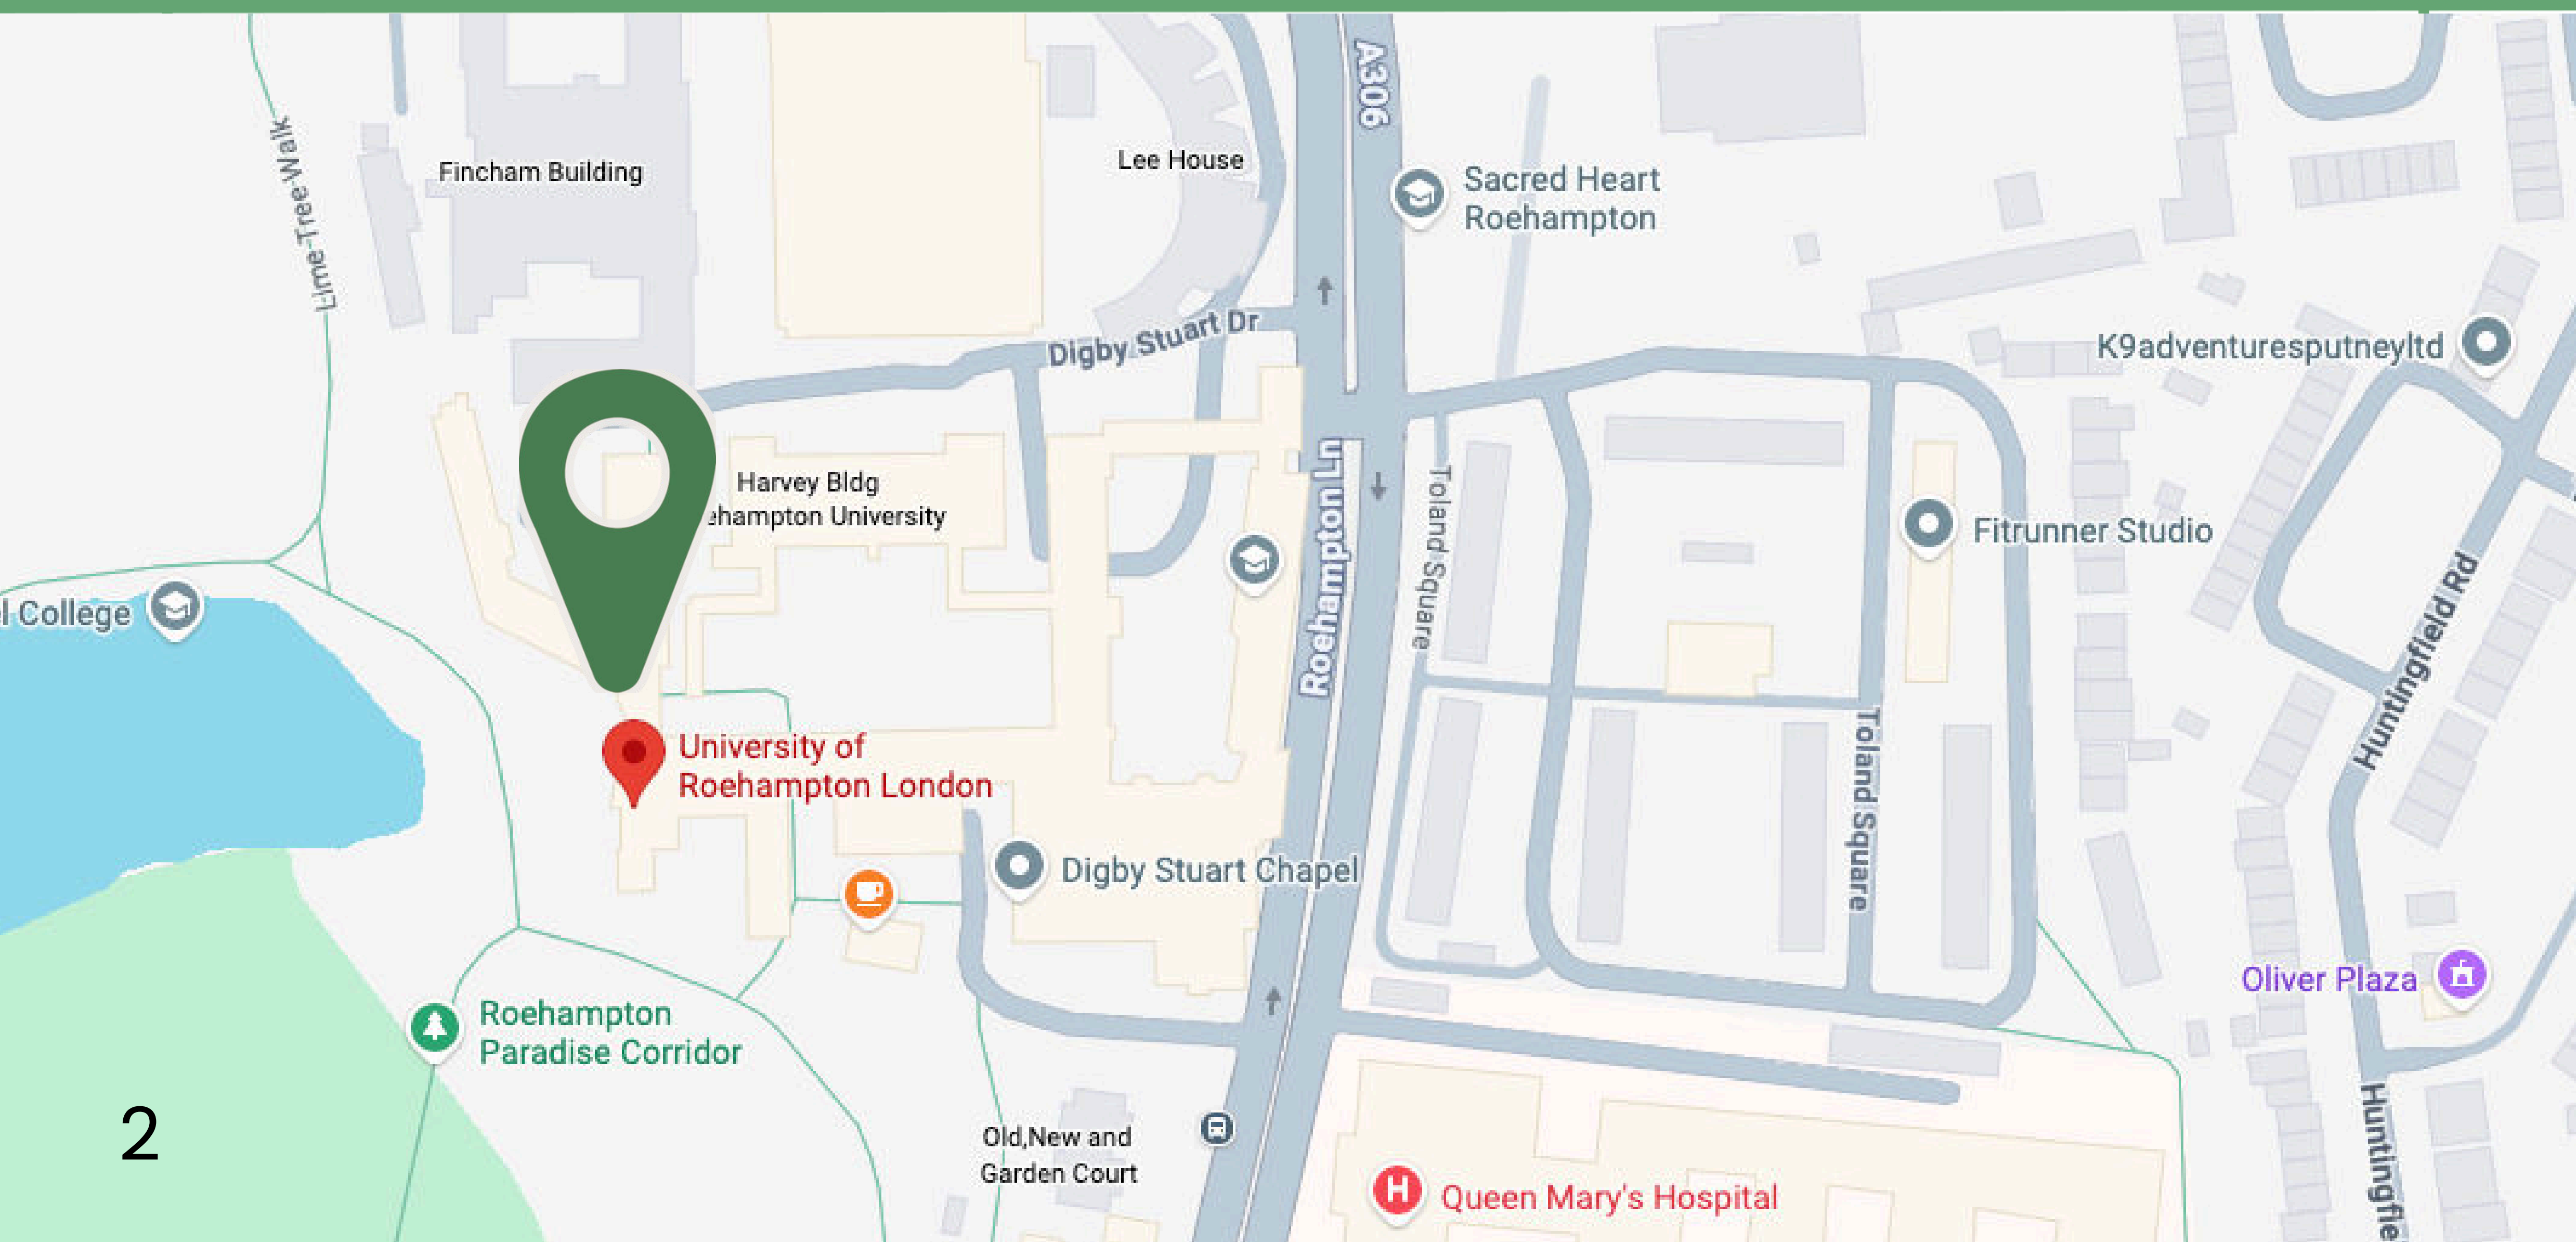 A306
Lime-Tree-Walk
Fincham Building
Lee House
Sacred Heart
Roehampton
Digby Stuart Dr
K9adventuresputneyltd
Harvey Bldg
ehampton University
Roehampton Ln
Toland Square
Fitrunner Studio
l College
Huntingfield Rd
University of
Roehampton London
Toland Square
Digby Stuart Chapel
Oliver Plaza
Roehampton
Paradise Corridor
2
Old,New and
Garden Court
H
Queen Mary's Hospital
Huntingfie